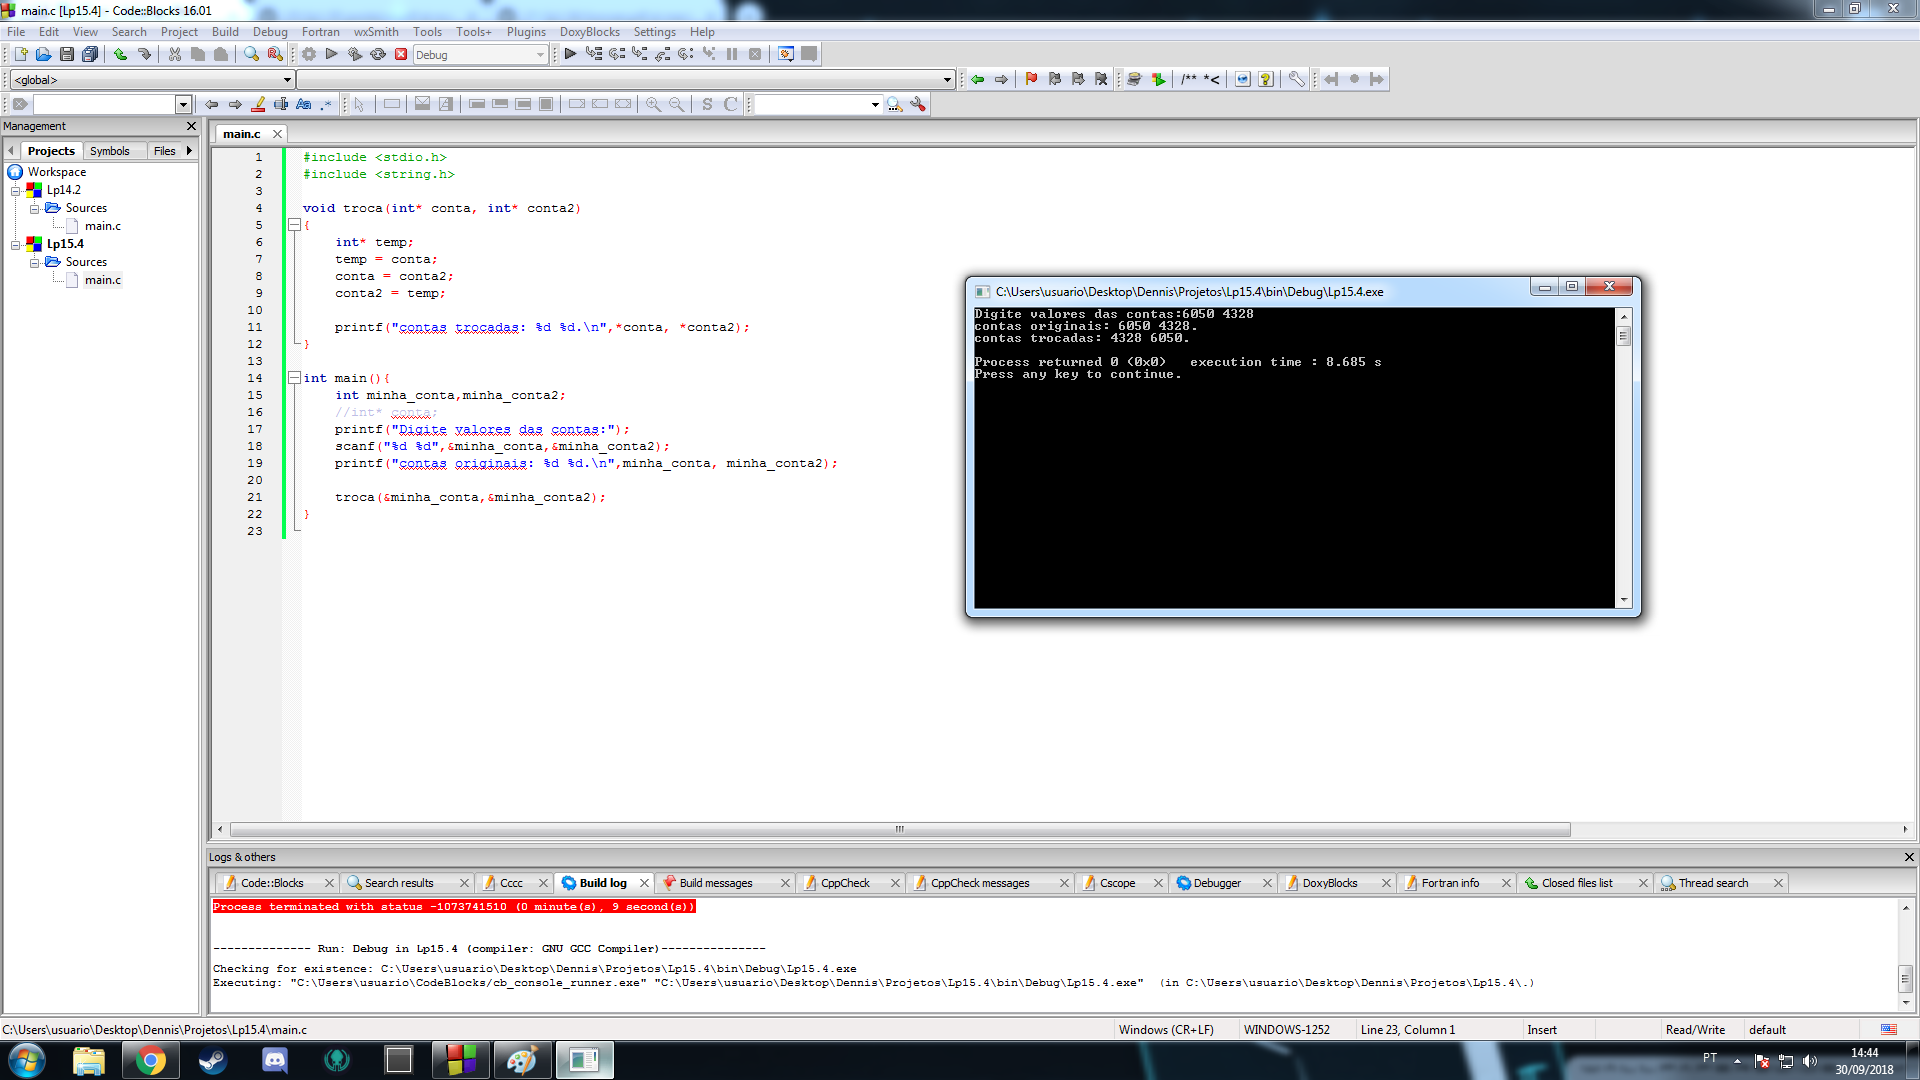 main.c [Lp15.4] - Code::Blocks 16.01
File Edit View Search Project Build Debug Fortran wxSmith Tools Tools+ Plugins DoxyBlocks Settings Help
Debug
<global>
/** *<
Aa .* S C
Management
Projects Symbols Files
Workspace
Lp14.2
Sources
main.c
Lp15.4
Sources
main.c
main.c
1 #include <stdio.h>
2 #include <string.h>
3
4 void troca(int* conta, int* conta2)
5 {
6 int* temp;
7 temp = conta;
8 conta = conta2;
9 conta2 = temp;
10
11 printf("contas trocadas: %d %d.\n",*conta, *conta2);
12 }
13
14 int main(){
15 int minha_conta,minha_conta2;
16 //int* conta;
17 printf("Digite valores das contas:");
18 scanf("%d %d",&minha_conta,&minha_conta2);
19 printf("contas originais: %d %d.\n",minha_conta, minha_conta2);
20
21 troca(&minha_conta,&minha_conta2);
22 }
23
C:\Users\usuario\Desktop\Dennis\Projetos\Lp15.4\bin\Debug\Lp15.4.exe
Digite valores das contas:6050 4328
contas originais: 6050 4328.
contas trocadas: 4328 6050.
Process returned 0 (0x0) execution time : 8.685 s
Press any key to continue.
Logs & others
Code::Blocks Search results Cccc Build log Build messages CppCheck CppCheck messages Cscope Debugger DoxyBlocks Fortran info Closed files list Thread search
Process terminated with status -1073741510 (0 minute(s), 9 second(s))
-------------- Run: Debug in Lp15.4 (compiler: GNU GCC Compiler)---------------
Checking for existence: C:\Users\usuario\Desktop\Dennis\Projetos\Lp15.4\bin\Debug\Lp15.4.exe
Executing: "C:\Users\usuario\CodeBlocks/cb_console_runner.exe" "C:\Users\usuario\Desktop\Dennis\Projetos\Lp15.4\bin\Debug\Lp15.4.exe" (in C:\Users\usuario\Desktop\Dennis\Projetos\Lp15.4\.)
C:\Users\usuario\Desktop\Dennis\Projetos\Lp15.4\main.c Windows (CR+LF) WINDOWS-1252 Line 23, Column 1 Insert Read/Write default
PT 14:44
30/09/2018